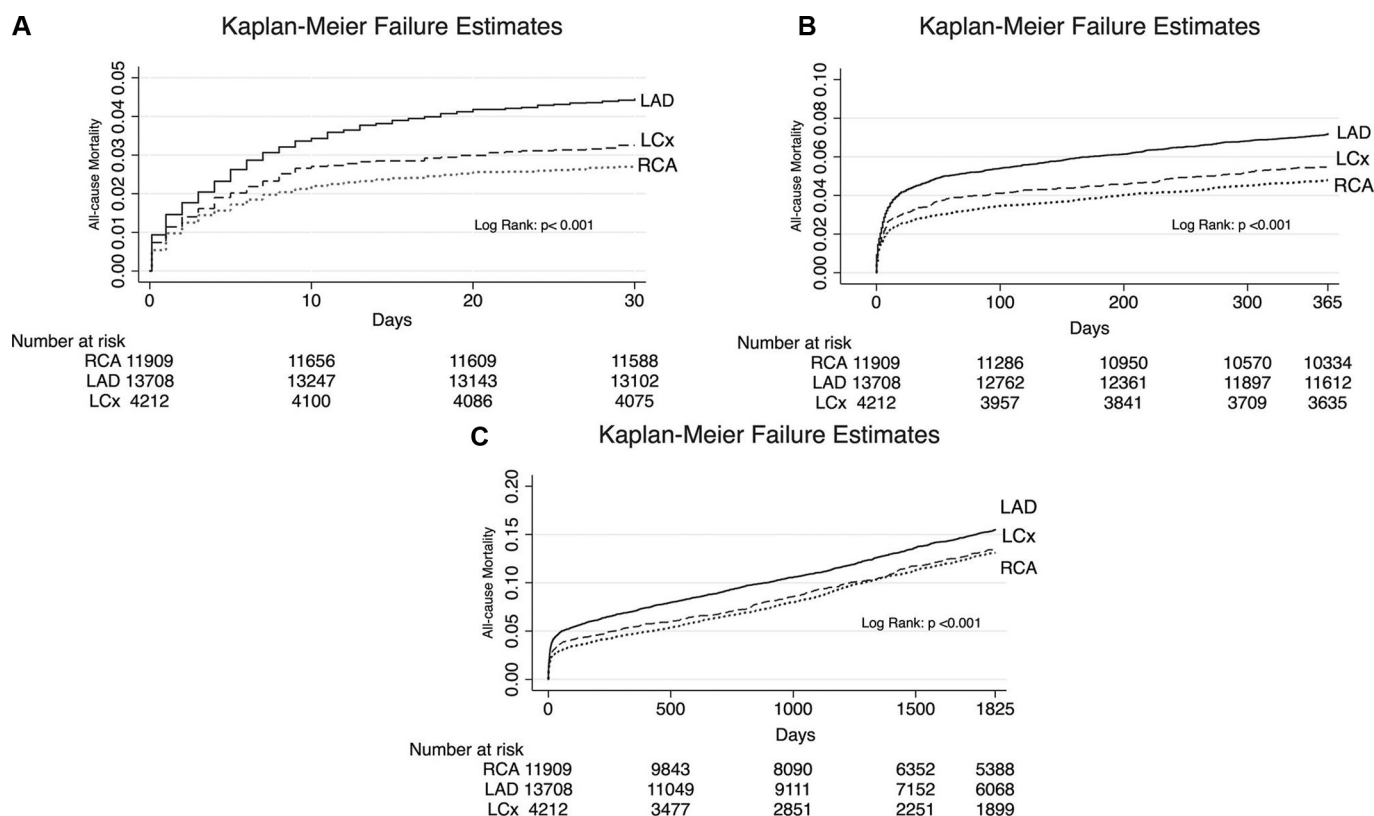 A
Kaplan-Meier Failure Estimates
All-cause Mortality
0.00 0.01 0.02 0.03 0.04 0.05
LAD
LCx
RCA
Log Rank: p< 0.001
0 10 20 30
Days
Number at risk
RCA 11909 11656 11609 11588
LAD 13708 13247 13143 13102
LCx 4212 4100 4086 4075
B
Kaplan-Meier Failure Estimates
All-cause Mortality
0.00 0.02 0.04 0.06 0.08 0.10
LAD
LCx
RCA
Log Rank: p <0.001
0 100 200 300 365
Days
Number at risk
RCA 11909 11286 10950 10570 10334
LAD 13708 12762 12361 11897 11612
LCx 4212 3957 3841 3709 3635
C
Kaplan-Meier Failure Estimates
All-cause Mortality
0.00 0.05 0.10 0.15 0.20
LAD
LCx
RCA
Log Rank: p <0.001
0 500 1000 1500 1825
Days
Number at risk
RCA 11909 9843 8090 6352 5388
LAD 13708 11049 9111 7152 6068
LCx 4212 3477 2851 2251 1899